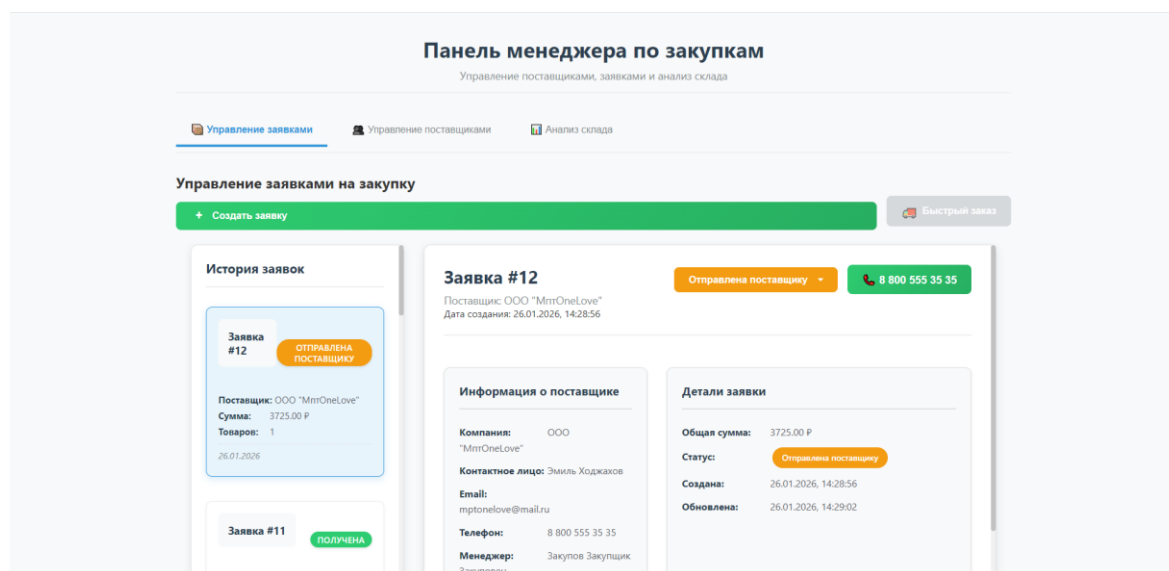 Панель менеджера по закупкам
Управление поставщиками, заявками и анализ склада
Управление заявками
Управление поставщиками
Анализ склада
Управление заявками на закупку
+ Создать заявку
Быстрый заказ
История заявок
Заявка
#12
ОТПРАВЛЕНА
ПОСТАВЩИКУ
Поставщик: ООО "МптOneLove"
Сумма: 3725.00 ₽
Товаров: 1
26.01.2026
Заявка #11
ПОЛУЧЕНА
Заявка #12
Поставщик: ООО "МптOneLove"
Дата создания: 26.01.2026, 14:28:56
Отправлена поставщику
8 800 555 35 35
Информация о поставщике
Компания: ООО
"МптOneLove"
Контактное лицо: Эмиль Ходжахов
Email:
mptonelove@mail.ru
Телефон: 8 800 555 35 35
Менеджер: Закупов Закупщик
Детали заявки
Общая сумма: 3725.00 ₽
Статус: Отправлена поставщику
Создана: 26.01.2026, 14:28:56
Обновлена: 26.01.2026, 14:29:02